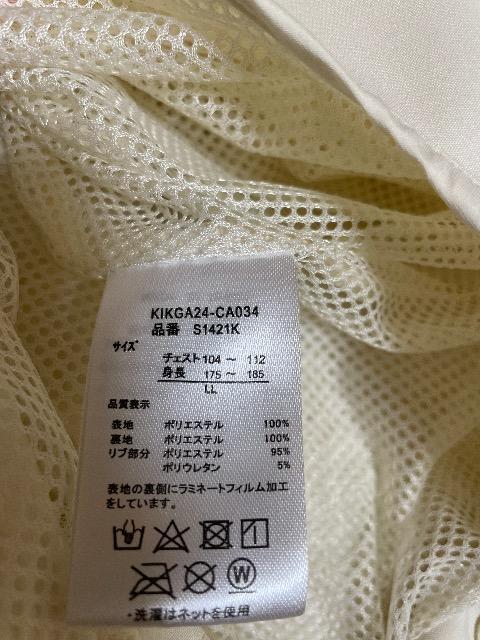 KIKGA24-CA034
品番 S1421K
サイズ
チェスト 104 ～ 112
身長 175 ～ 185
LL
品質表示
表地 ポリエステル 100%
裏地 ポリエステル 100%
リブ部分 ポリエステル 95%
ポリウレタン 5%
表地の裏側にラミネートフィルム加工
をしています。
W
・洗濯はネットを使用